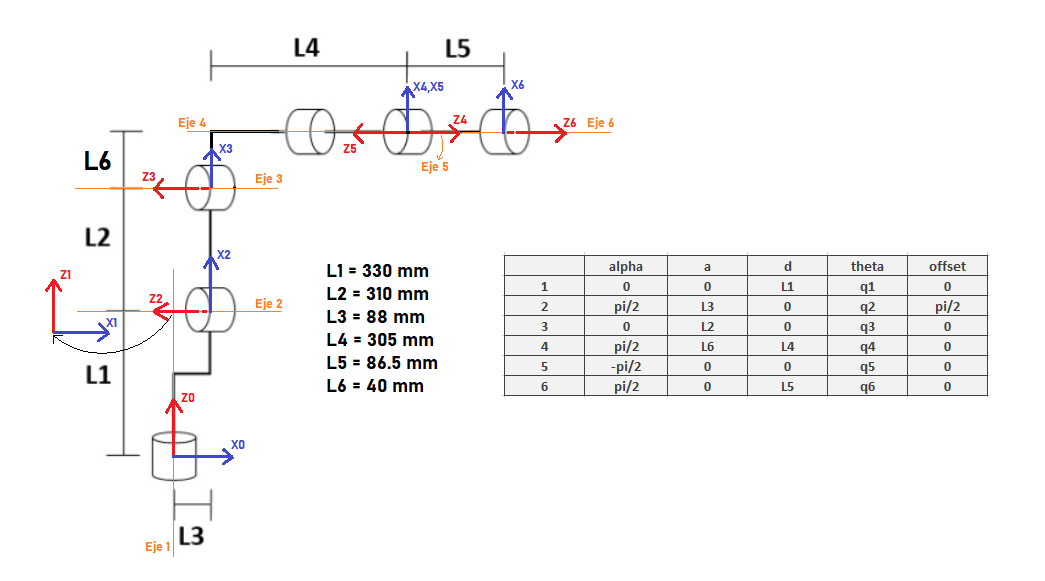 L4
L5
X4,X5
X6
Eje 4
Z4
Z6
Eje 6
Z5
Eje 5
X3
L6
Z3
Eje 3
L2
X2
Z1
Z2
Eje 2
X1
L1
Z0
X0
Eje 1
L3
L1 = 330 mm
L2 = 310 mm
L3 = 88 mm
L4 = 305 mm
L5 = 86.5 mm
L6 = 40 mm
alpha a d theta offset
1 0 0 L1 q1 0
2 pi/2 L3 0 q2 pi/2
3 0 L2 0 q3 0
4 pi/2 L6 L4 q4 0
5 -pi/2 0 0 q5 0
6 pi/2 0 L5 q6 0